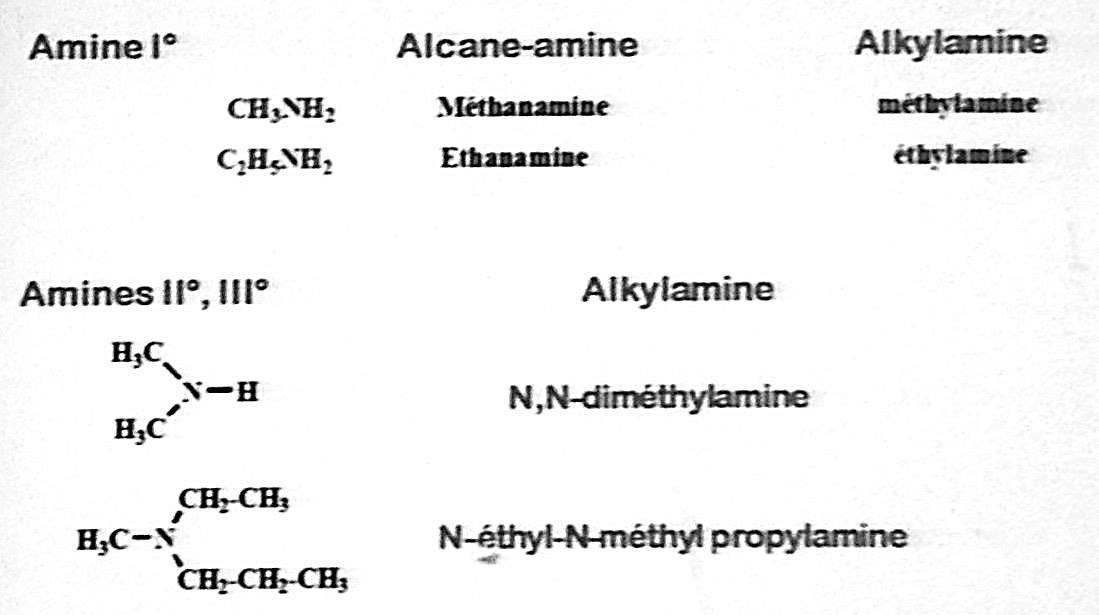 Amine I° Alcane-amine Alkylamine
CH₃NH₂ Méthanamine méthylamine
C₂H₅NH₂ Ethanamine éthylamine
Amines II°, III° Alkylamine
H₃C
N–H N,N-diméthylamine
H₃C
CH₂-CH₃
H₃C–N N-éthyl-N-méthyl propylamine
CH₂-CH₂-CH₃